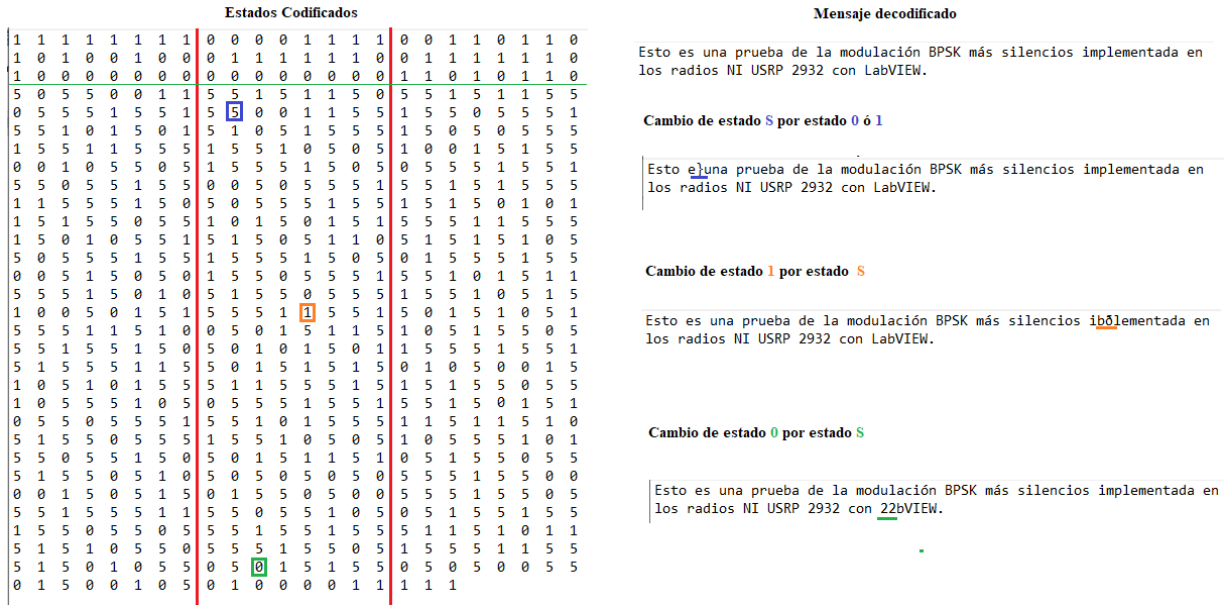 Estados Codificados
1 1 1 1 1 1 1 1 0 0 0 0 1 1 1 1 0 0 1 1 0 1 1 0
1 0 1 0 0 1 0 0 0 1 1 1 1 1 1 0 0 1 1 1 1 1 1 0
1 0 0 0 0 0 0 0 0 0 0 0 0 0 0 0 1 1 0 1 0 1 1 0
5 0 5 5 0 0 1 1 5 5 1 5 1 1 5 0 5 5 1 5 1 1 5 5
0 5 5 5 1 5 5 1 5 5 0 0 1 1 5 5 1 5 5 0 5 5 5 1
5 5 1 0 1 5 0 1 5 1 0 5 1 5 5 5 1 5 0 5 0 5 5 5
1 5 5 1 1 5 5 5 1 5 5 1 0 5 0 5 1 0 0 1 5 1 5 5
0 0 1 0 5 5 0 5 1 5 5 5 1 5 0 5 0 5 0 5 1 5 5 1
5 5 0 5 5 1 5 5 0 0 5 0 5 5 5 1 5 5 1 5 1 5 5 5
1 1 5 5 5 1 5 0 5 0 5 5 5 1 5 5 1 5 1 5 0 1 0 1
1 5 1 5 5 0 5 5 1 0 1 5 0 1 5 1 5 5 5 1 1 5 5 5
1 5 0 1 0 5 5 1 5 1 5 0 5 1 1 0 5 1 5 1 5 1 0 5
5 0 5 5 5 1 5 5 1 5 5 5 1 5 0 5 0 1 5 5 5 1 5 5
0 0 5 1 5 0 5 0 1 5 5 0 5 5 5 1 5 5 1 0 1 5 1 1
5 5 5 1 5 0 1 0 5 1 5 5 0 5 5 5 1 5 5 1 0 5 1 5
1 0 0 5 0 1 5 1 5 5 5 1 1 5 5 1 5 0 1 5 1 0 5 1
5 5 5 1 1 5 1 0 0 5 0 1 5 1 1 5 1 0 5 1 5 5 0 5
5 5 1 5 5 1 5 0 5 0 1 0 1 5 0 1 1 5 5 5 1 5 5 1
5 1 5 5 5 1 1 5 5 0 5 1 5 1 5 1 5 0 1 0 5 0 0 1 5
1 0 5 1 0 1 5 5 5 1 1 5 5 5 1 5 1 1 5 1 5 5 0 5 5
1 0 5 5 5 1 0 5 0 5 5 5 1 5 5 1 5 5 1 5 0 1 5 1
0 5 5 0 5 5 5 1 5 5 1 0 1 5 5 5 1 1 5 1 1 5 1 0
5 1 5 5 0 5 5 5 1 5 5 1 0 5 0 5 1 0 5 5 5 1 0 1
5 5 0 5 5 1 5 0 5 0 1 5 1 1 5 1 0 5 1 5 5 0 5 5
5 1 5 5 0 5 1 0 5 0 5 0 5 0 5 0 5 5 5 1 5 5 0 0
0 0 1 5 0 5 1 5 0 1 5 5 0 5 0 0 5 5 5 1 1 5 0 5
5 5 1 5 5 5 1 1 5 5 0 5 5 1 0 5 0 5 1 5 5 1 5 5
1 5 5 0 5 5 0 5 5 5 1 5 5 1 5 5 5 1 1 5 1 0 1 1
5 1 5 1 0 5 5 0 5 5 5 1 5 5 0 5 1 5 5 5 1 1 5 5
5 1 5 0 1 0 5 5 0 5 0 1 5 1 5 5 0 5 0 5 0 0 5 5
0 1 5 0 0 1 0 5 0 1 0 0 0 0 1 1 1 1 1
Mensaje decodificado
Esto es una prueba de la modulación BPSK más silencios implementada en
los radios NI USRP 2932 con LabVIEW.
Cambio de estado S por estado 0 ó 1
Esto e}una prueba de la modulación BPSK más silencios implementada en
los radios NI USRP 2932 con LabVIEW.
Cambio de estado 1 por estado S
Esto es una prueba de la modulación BPSK más silencios ibðlementada en
los radios NI USRP 2932 con LabVIEW.
Cambio de estado 0 por estado S
Esto es una prueba de la modulación BPSK más silencios implementada en
los radios NI USRP 2932 con 22bVIEW.